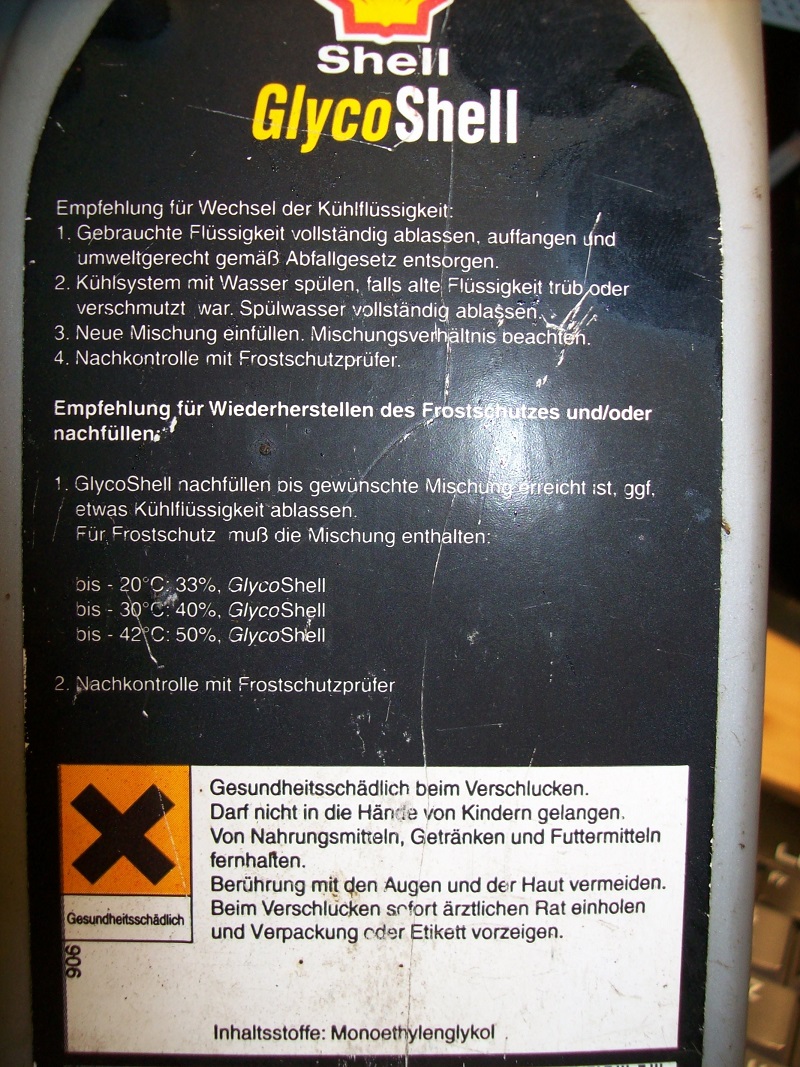 Shell
GlycoShell
Empfehlung für Wechsel der Kühlflüssigkeit:
1. Gebrauchte Flüssigkeit vollständig ablassen, auffangen und
umweltgerecht gemäß Abfallgesetz entsorgen.
2. Kühlsystem mit Wasser spülen, falls alte Flüssigkeit trüb oder
verschmutzt war. Spülwasser vollständig ablassen.
3. Neue Mischung einfüllen. Mischungsverhältnis beachten.
4. Nachkontrolle mit Frostschutzprüfer.
Empfehlung für Wiederherstellen des Frostschutzes und/oder
nachfüllen:
1. GlycoShell nachfüllen bis gewünschte Mischung erreicht ist, ggf,
etwas Kühlflüssigkeit ablassen.
Für Frostschutz muß die Mischung enthalten:
bis - 20°C: 33%, GlycoShell
bis - 30°C: 40%, GlycoShell
bis - 42°C: 50%, GlycoShell
2. Nachkontrolle mit Frostschutzprüfer
Gesundheitsschädlich beim Verschlucken.
Darf nicht in die Hände von Kindern gelangen.
Von Nahrungsmitteln, Getränken und Futtermitteln
fernhalten.
Berührung mit den Augen und der Haut vermeiden.
Beim Verschlucken sofort ärztlichen Rat einholen
und Verpackung oder Etikett vorzeigen.
Gesundheitsschädlich
906
Inhaltsstoffe: Monoethylenglykol